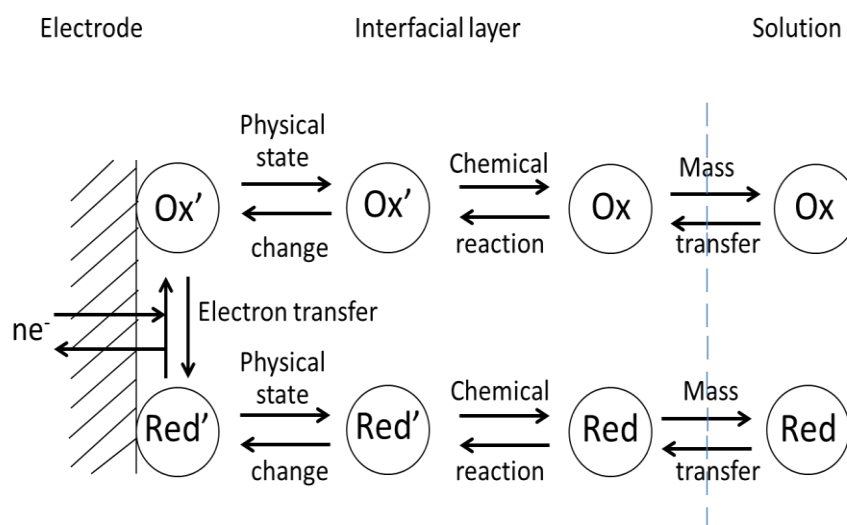 Electrode
Interfacial layer
Solution
Physical
state
Chemical
Mass
Ox’
Ox’
Ox
Ox
change
reaction
transfer
ne⁻
Electron transfer
Physical
state
Chemical
Mass
Red’
Red’
Red
Red
change
reaction
transfer